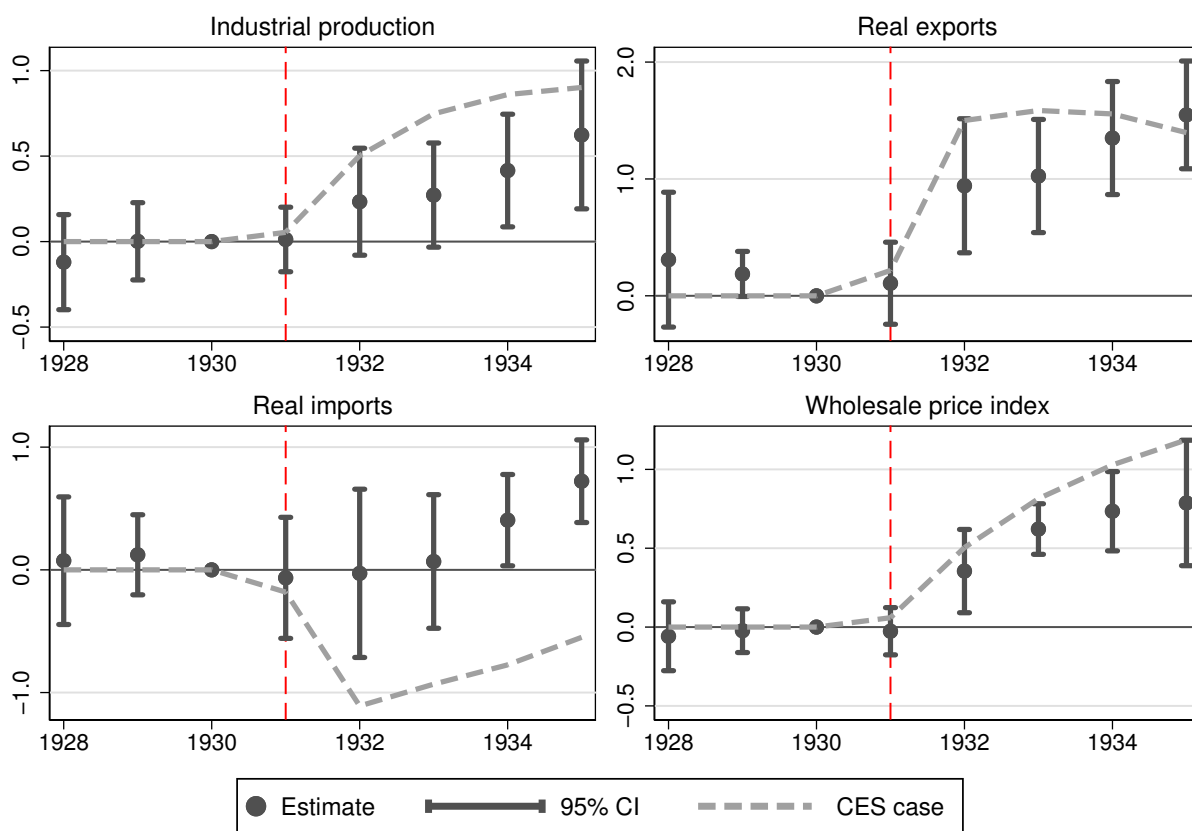 Industrial production
1.0
0.5
0.0
−0.5
1928 1930 1932 1934
Real exports
2.0
1.0
0.0
1928 1930 1932 1934
Real imports
1.0
0.0
−1.0
1928 1930 1932 1934
Wholesale price index
1.0
0.5
0.0
−0.5
1928 1930 1932 1934
Estimate 95% CI CES case